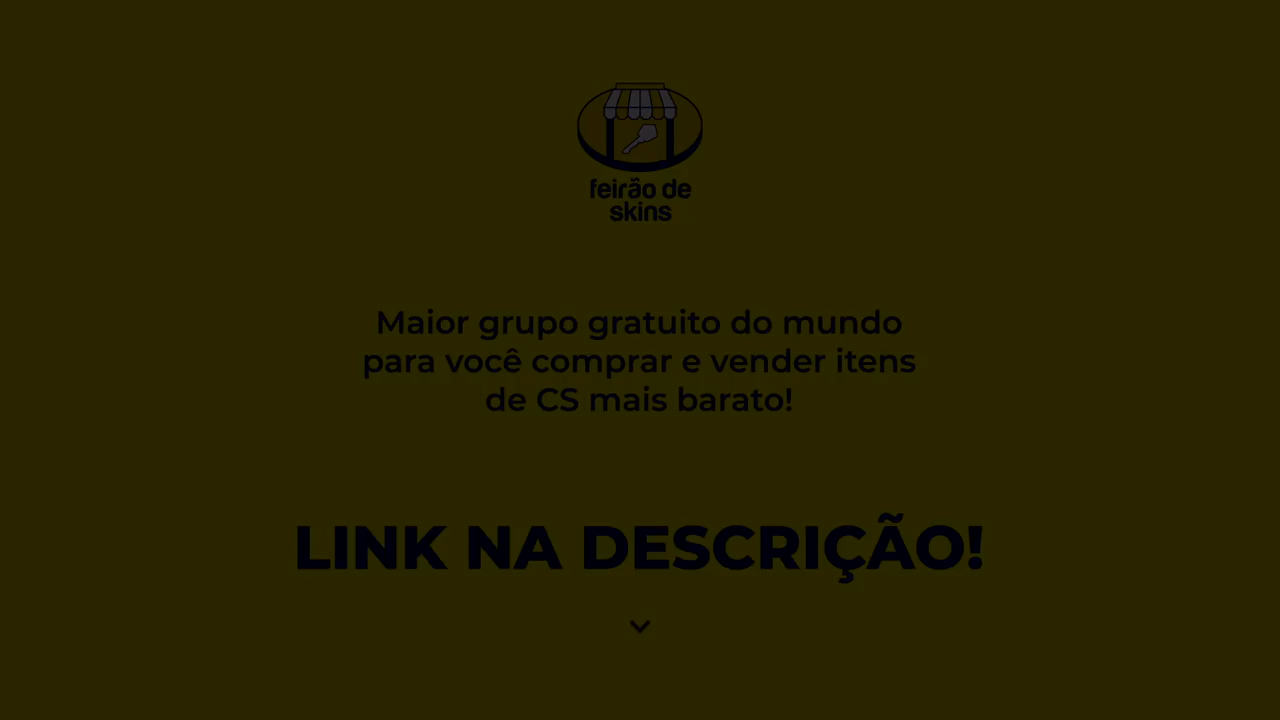 feirão de
skins
Maior grupo gratuito do mundo
para você comprar e vender itens
de CS mais barato!
LINK NA DESCRIÇÃO!